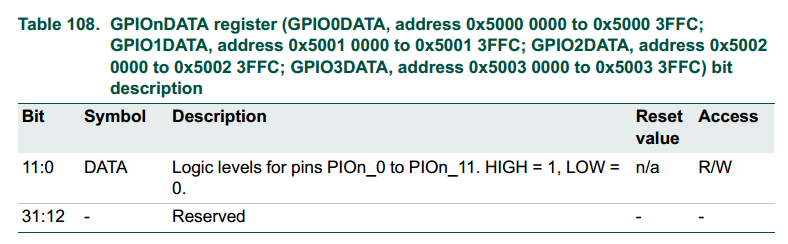 Table 108. GPIOnDATA register (GPIO0DATA, address 0x5000 0000 to 0x5000 3FFC;
GPIO1DATA, address 0x5001 0000 to 0x5001 3FFC; GPIO2DATA, address 0x5002
0000 to 0x5002 3FFC; GPIO3DATA, address 0x5003 0000 to 0x5003 3FFC) bit
description
Bit Symbol Description Reset Access
value
11:0 DATA Logic levels for pins PIOn_0 to PIOn_11. HIGH = 1, LOW = n/a R/W
0.
31:12 - Reserved - -